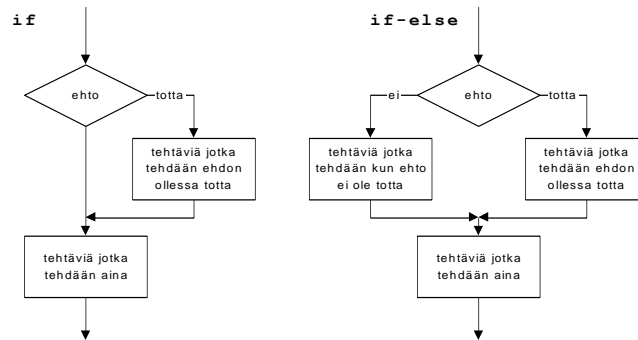 if
ehto
totta
tehtäviä jotka
tehdään ehdon
ollessa totta
tehtäviä jotka
tehdään aina
if-else
ei
ehto
totta
tehtäviä jotka
tehdään kun ehto
ei ole totta
tehtäviä jotka
tehdään ehdon
ollessa totta
tehtäviä jotka
tehdään aina